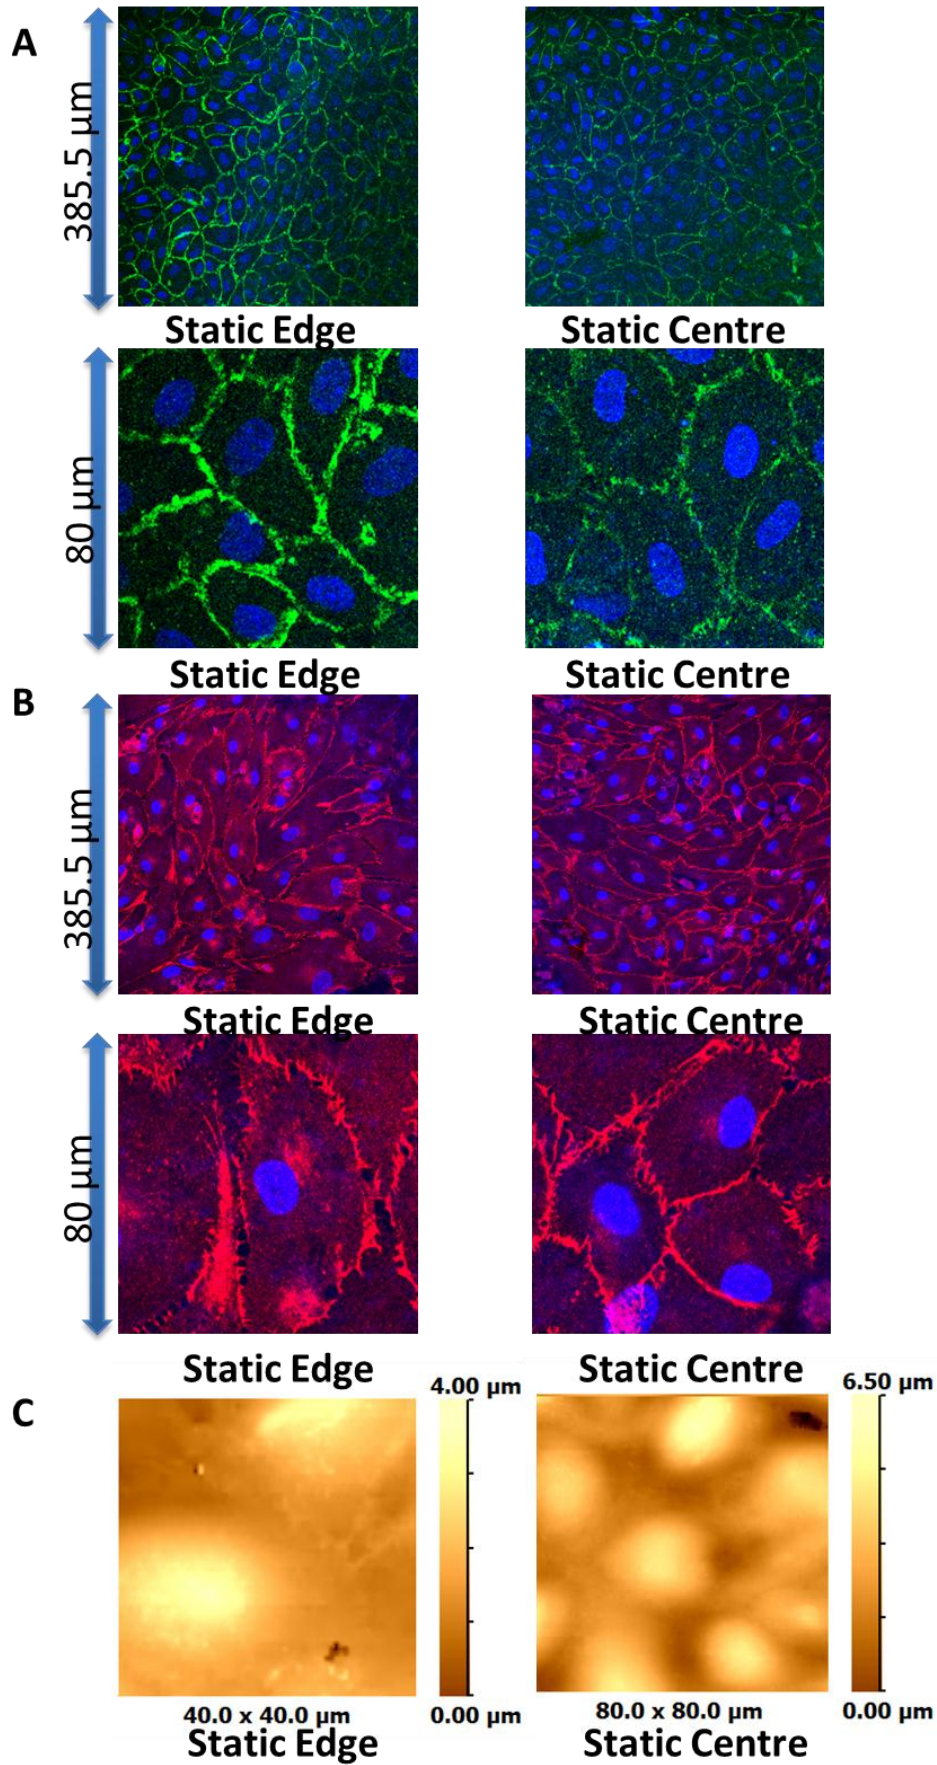 A
385.5 µm
Static Edge
Static Centre
80 µm
Static Edge
Static Centre
B
385.5 µm
Static Edge
Static Centre
80 µm
Static Edge
Static Centre
C
4.00 µm
6.50 µm
40.0 x 40.0 µm
0.00 µm
80.0 x 80.0 µm
0.00 µm
Static Edge
Static Centre